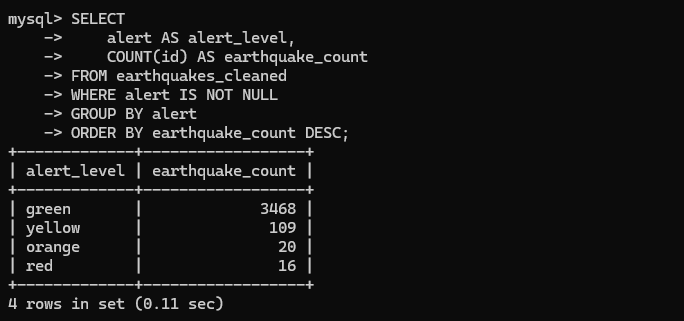 mysql> SELECT
    ->     alert AS alert_level,
    ->     COUNT(id) AS earthquake_count
    -> FROM earthquakes_cleaned
    -> WHERE alert IS NOT NULL
    -> GROUP BY alert
    -> ORDER BY earthquake_count DESC;
+-------------+------------------+
| alert_level | earthquake_count |
+-------------+------------------+
| green       |             3468 |
| yellow      |              109 |
| orange      |               20 |
| red         |               16 |
+-------------+------------------+
4 rows in set (0.11 sec)